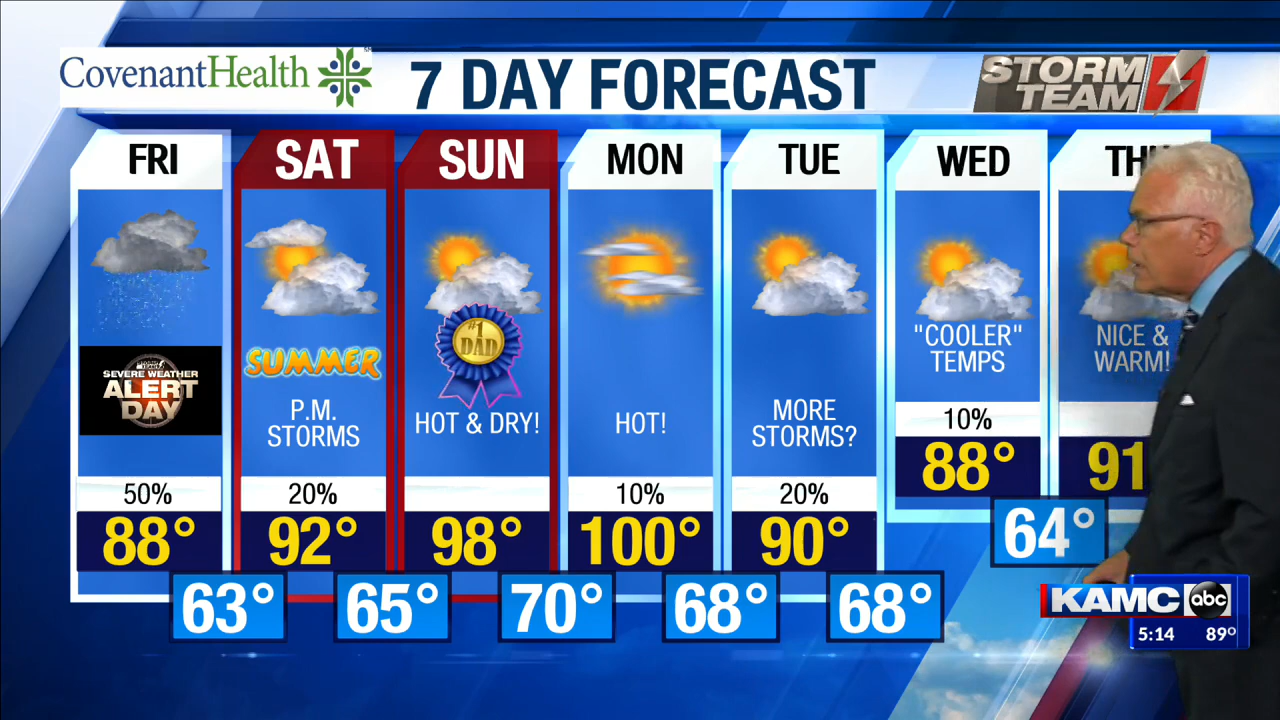 CovenantHealth
7 DAY FORECAST
STORM
TEAM
FRI
SAT
SUN
MON
TUE
WED
SEVERE WEATHER
ALERT
DAY
50%
88°
63°
SUMMER
P.M.
STORMS
20%
92°
65°
#1
DAD
HOT & DRY!
98°
70°
HOT!
10%
100°
68°
MORE
STORMS?
20%
90°
68°
"COOLER"
TEMPS
10%
88°
64°
NICE &
WARM!
91
KAMC abc
5:14 89°